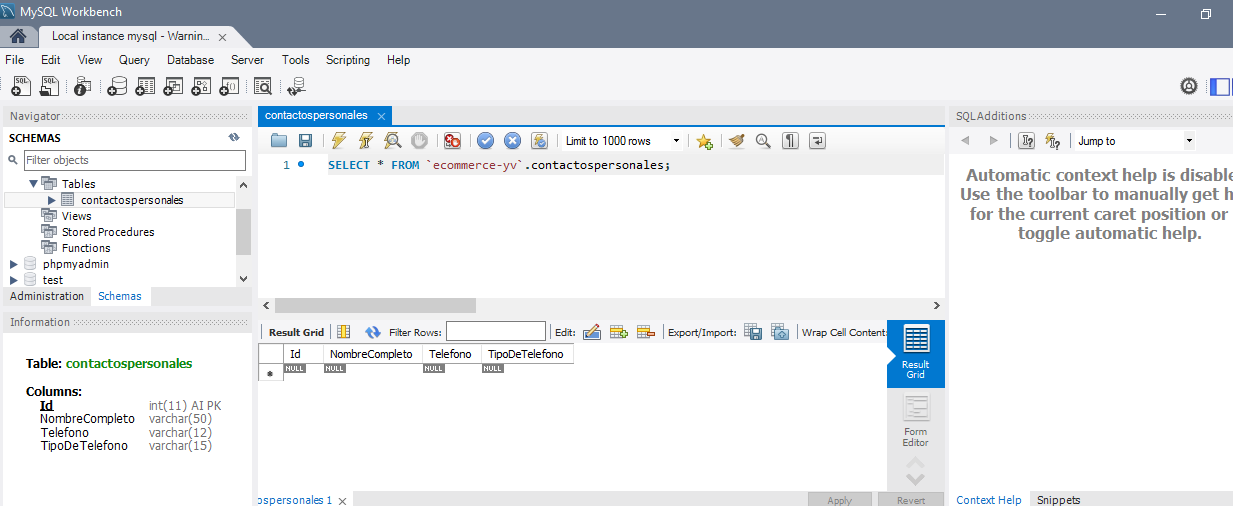 MySQL Workbench
Local instance mysql - Warnin...
File Edit View Query Database Server Tools Scripting Help
Navigator
SCHEMAS
Filter objects
Tables
contactospersonales
Views
Stored Procedures
Functions
phpmyadmin
test
Administration Schemas
Information
Table: contactospersonales
Columns:
Id int(11) AI PK
NombreCompleto varchar(50)
Telefono varchar(12)
TipoDeTelefono varchar(15)
contactospersonales
Limit to 1000 rows
1 SELECT * FROM `ecommerce-yv`.contactospersonales;
Result Grid Filter Rows: Edit: Export/Import: Wrap Cell Content:
Id NombreCompleto Telefono TipoDeTelefono
NULL NULL NULL NULL
Result
Grid
Form
Editor
ospersonales 1
Apply Revert
SQLAdditions
Jump to
Automatic context help is disable
Use the toolbar to manually get h
for the current caret position or
toggle automatic help.
Context Help Snippets